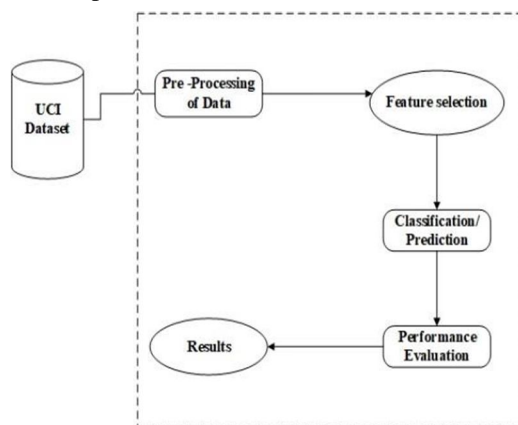 UCI
Dataset
Pre -Processing
of Data
Feature selection
Classification/
Prediction
Performance
Evaluation
Results